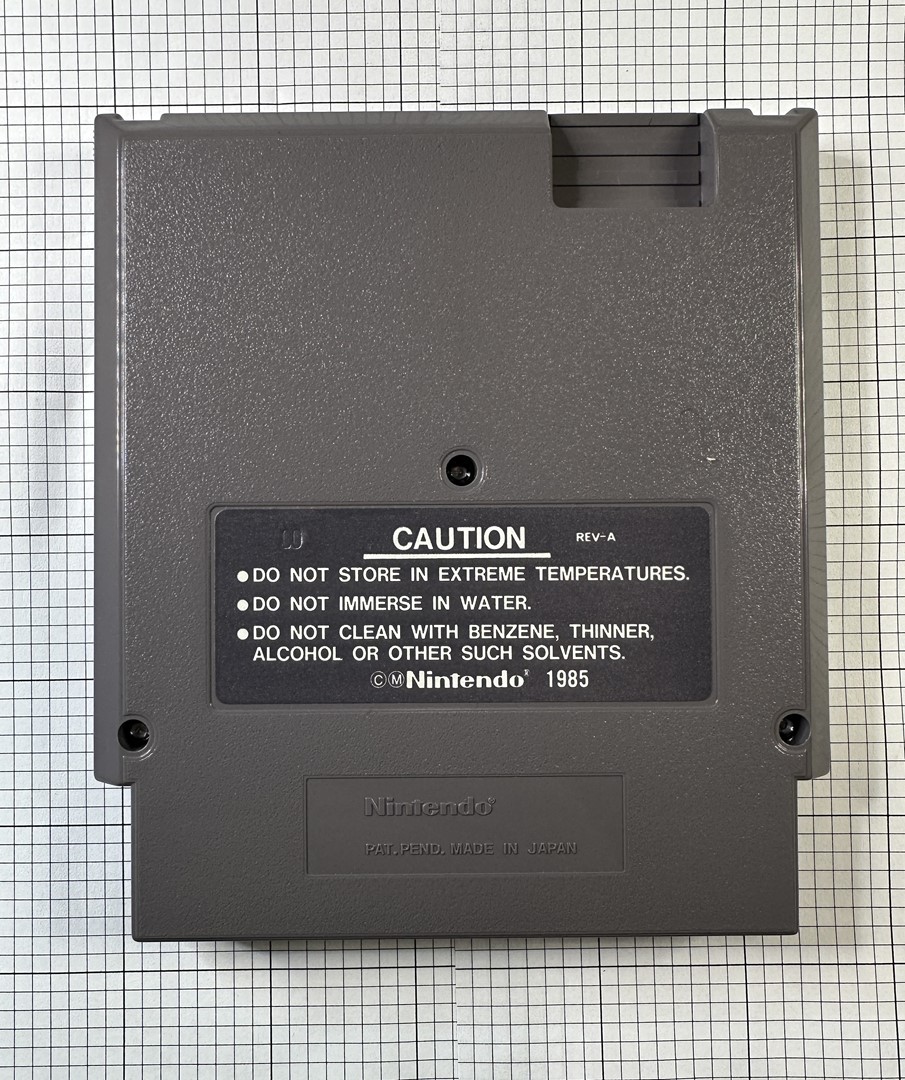 CAUTION REV-A
●DO NOT STORE IN EXTREME TEMPERATURES.
●DO NOT IMMERSE IN WATER.
●DO NOT CLEAN WITH BENZENE, THINNER,
ALCOHOL OR OTHER SUCH SOLVENTS.
©ⓂNintendo® 1985
Nintendo®
PAT. PEND. MADE IN JAPAN